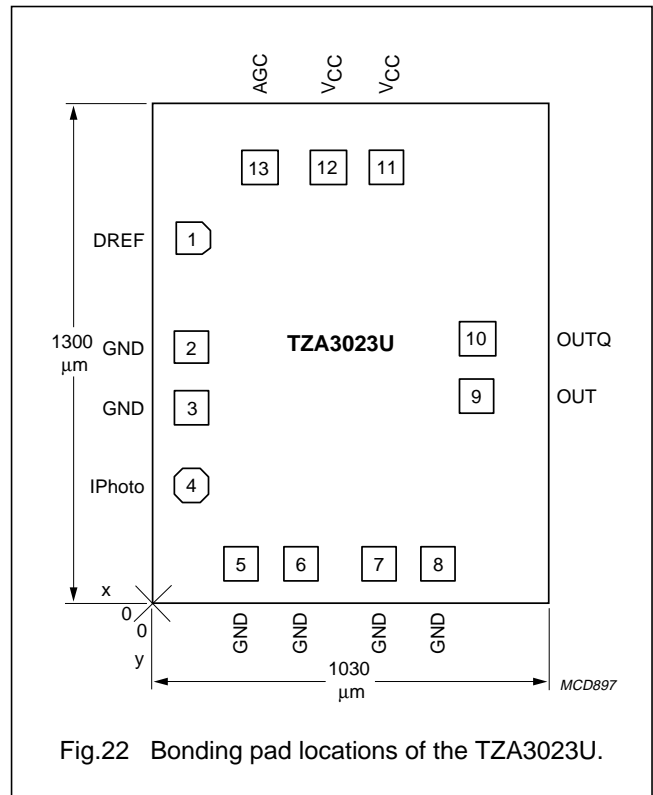 AGC
VCC
VCC
13
12
11
DREF
1
1300
µm
GND
2
TZA3023U
10
OUTQ
GND
3
9
OUT
IPhoto
4
5
6
7
8
x
0
0
y
GND
GND
GND
GND
1030
µm
MCD897
Fig.22 Bonding pad locations of the TZA3023U.